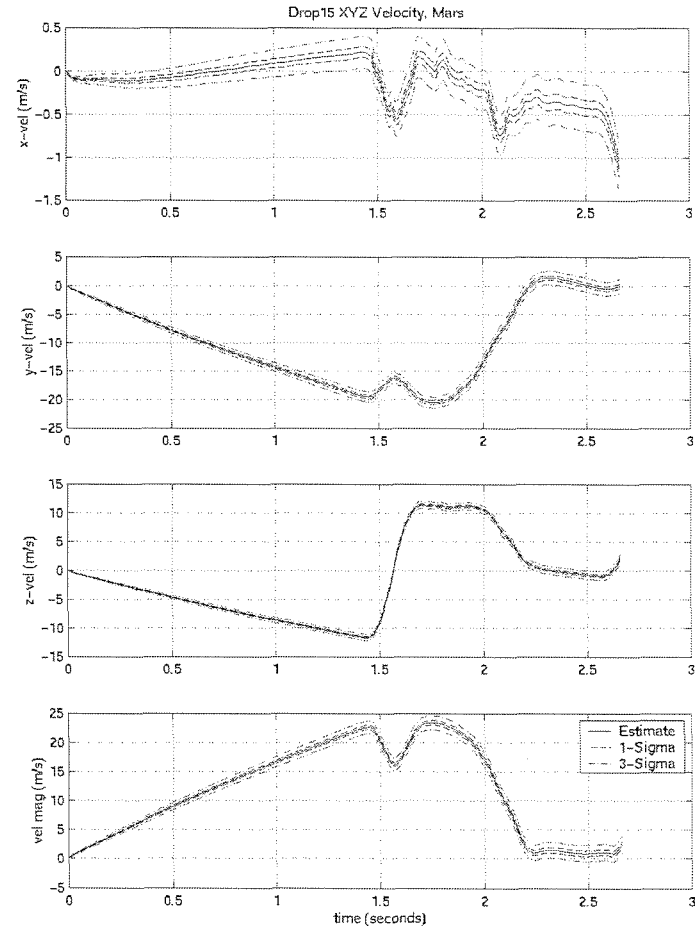 Drop15 XYZ Velocity, Mars
0.5
0
−0.5
−1
−1.5
x−vel (m/s)
0 0.5 1 1.5 2 2.5 3
5
0
−5
−10
−15
−20
−25
y−vel (m/s)
0 0.5 1 1.5 2 2.5 3
15
10
5
0
−5
−10
−15
z−vel (m/s)
0 0.5 1 1.5 2 2.5 3
25
20
15
10
5
0
−5
vel mag (m/s)
Estimate
1−Sigma
3−Sigma
0 0.5 1 1.5 2 2.5 3
time (seconds)